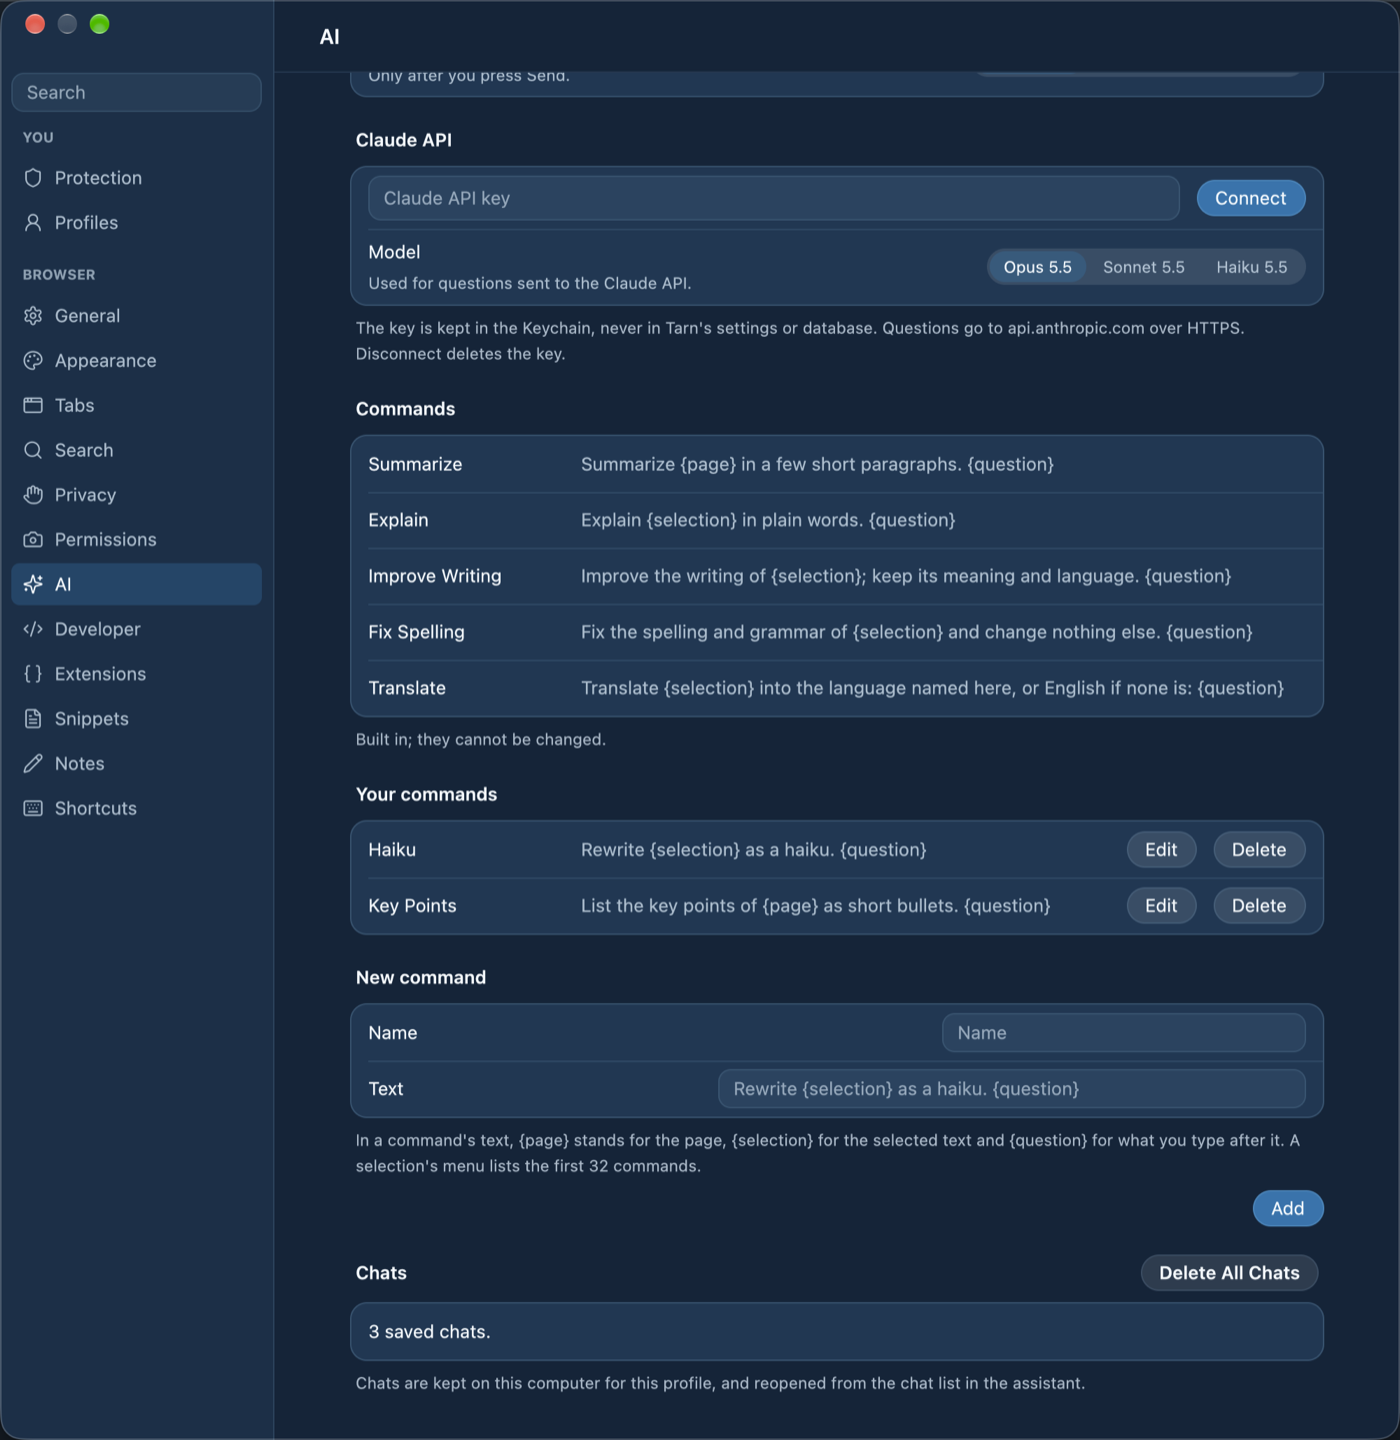 AI
Search
YOU
Protection
Profiles
BROWSER
General
Appearance
Tabs
Search
Privacy
Permissions
AI
Developer
Extensions
Snippets
Notes
Shortcuts
Only after you press Send.
Claude API
Claude API key
Connect
Model
Used for questions sent to the Claude API.
Opus 5.5 Sonnet 5.5 Haiku 5.5
The key is kept in the Keychain, never in Tarn's settings or database. Questions go to api.anthropic.com over HTTPS.
Disconnect deletes the key.
Commands
Summarize Summarize {page} in a few short paragraphs. {question}
Explain Explain {selection} in plain words. {question}
Improve Writing Improve the writing of {selection}; keep its meaning and language. {question}
Fix Spelling Fix the spelling and grammar of {selection} and change nothing else. {question}
Translate Translate {selection} into the language named here, or English if none is: {question}
Built in; they cannot be changed.
Your commands
Haiku Rewrite {selection} as a haiku. {question} Edit Delete
Key Points List the key points of {page} as short bullets. {question} Edit Delete
New command
Name Name
Text Rewrite {selection} as a haiku. {question}
In a command's text, {page} stands for the page, {selection} for the selected text and {question} for what you type after it. A
selection's menu lists the first 32 commands.
Add
Chats Delete All Chats
3 saved chats.
Chats are kept on this computer for this profile, and reopened from the chat list in the assistant.